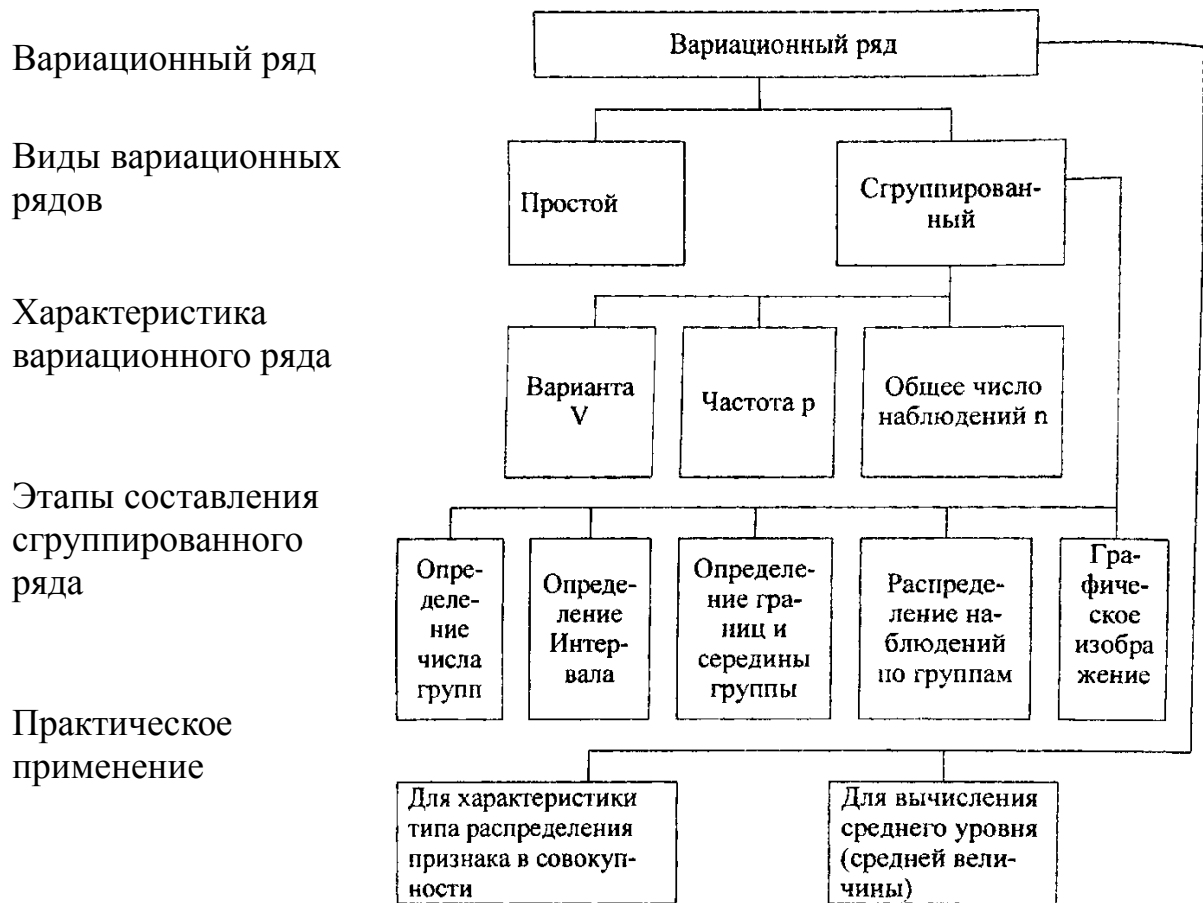 Вариационный ряд
Вариационный ряд
Виды вариационных
рядов
Простой
Сгруппирован-
ный
Характеристика
вариационного ряда
Варианта
V
Частота p
Общее число
наблюдений n
Этапы составления
сгруппированного
ряда
Опре-
деле-
ние
числа
групп
Опреде-
ление
Интер-
вала
Определе-
ние гра-
ниц и
середины
группы
Распреде-
ление на-
блюдений
по группам
Гра-
фиче-
ское
изобра
жение
Практическое
применение
Для характеристики
типа распределения
признака в совокуп-
ности
Для вычисления
среднего уровня
(средней вели-
чины)